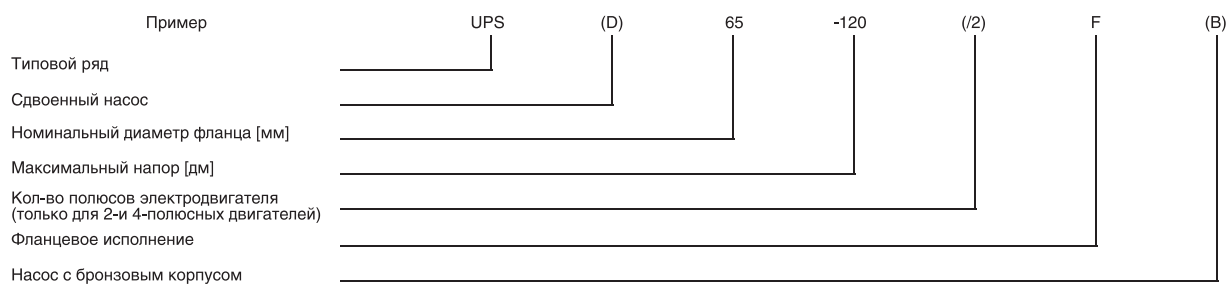 Пример UPS (D) 65 -120 (/2) F (B)
Типовой ряд
Сдвоенный насос
Номинальный диаметр фланца [мм]
Максимальный напор [дм]
Кол-во полюсов электродвигателя
(только для 2-и 4-полюсных двигателей)
Фланцевое исполнение
Насос с бронзовым корпусом